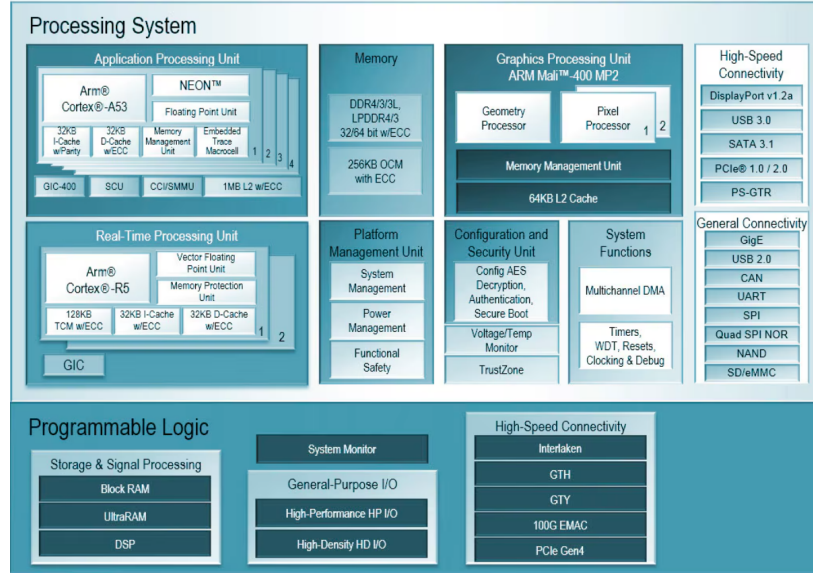 Processing System
Application Processing Unit
Arm®
Cortex®-A53
NEON™
Floating Point Unit
32KB
I-Cache
w/Parity
32KB
D-Cache
w/ECC
Memory
Management
Unit
Embedded
Trace
Macrocell
1
2
3
4
GIC-400
SCU
CCI/SMMU
1MB L2 w/ECC
Memory
DDR4/3/3L,
LPDDR4/3
32/64 bit w/ECC
256KB OCM
with ECC
Graphics Processing Unit
ARM Mali™-400 MP2
Geometry
Processor
Pixel
Processor
1
2
Memory Management Unit
64KB L2 Cache
High-Speed
Connectivity
DisplayPort v1.2a
USB 3.0
SATA 3.1
PCIe® 1.0 / 2.0
PS-GTR
Real-Time Processing Unit
Arm®
Cortex®-R5
Vector Floating
Point Unit
Memory Protection
Unit
128KB
TCM w/ECC
32KB I-Cache
w/ECC
32KB D-Cache
w/ECC
1
2
GIC
Platform
Management Unit
System
Management
Power
Management
Functional
Safety
Configuration and
Security Unit
Config AES
Decryption,
Authentication,
Secure Boot
Voltage/Temp
Monitor
TrustZone
System
Functions
Multichannel DMA
Timers,
WDT, Resets,
Clocking & Debug
General Connectivity
GigE
USB 2.0
CAN
UART
SPI
Quad SPI NOR
NAND
SD/eMMC
Programmable Logic
Storage & Signal Processing
Block RAM
UltraRAM
DSP
System Monitor
General-Purpose I/O
High-Performance HP I/O
High-Density HD I/O
High-Speed Connectivity
Interlaken
GTH
GTY
100G EMAC
PCIe Gen4